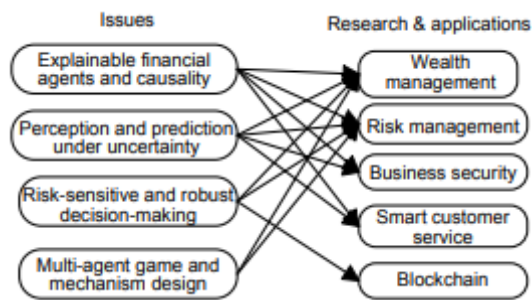 Issues
Explainable financial
agents and causality
Perception and prediction
under uncertainty
Risk-sensitive and robust
decision-making
Multi-agent game and
mechanism design
Research & applications
Wealth
management
Risk management
Business security
Smart customer
service
Blockchain